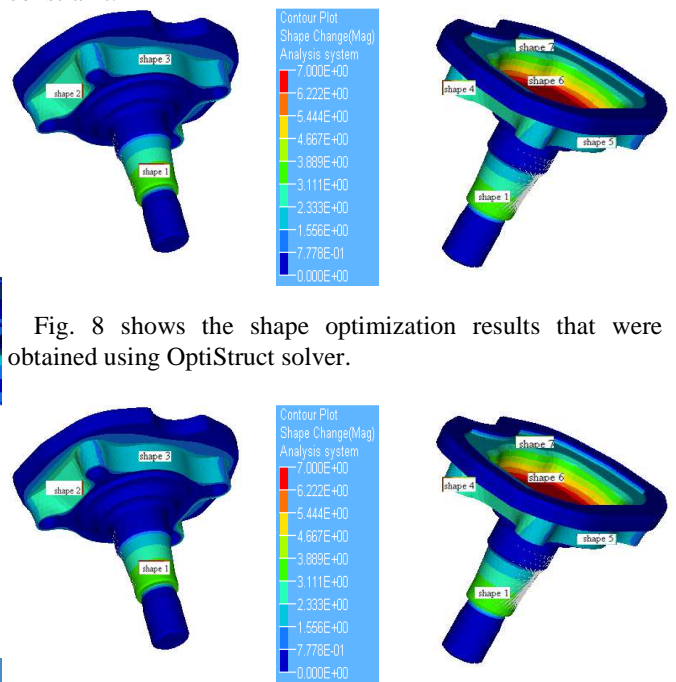 shape 3
shape 2
shape 1
Contour Plot
Shape Change(Mag)
Analysis system
7.000E+00
6.222E+00
5.444E+00
4.667E+00
3.889E+00
3.111E+00
2.333E+00
1.556E+00
7.778E-01
0.000E+00
shape 7
shape 6
shape 4
shape 5
shape 1
Fig. 8 shows the shape optimization results that were
obtained using OptiStruct solver.
shape 3
shape 2
shape 1
Contour Plot
Shape Change(Mag)
Analysis system
7.000E+00
6.222E+00
5.444E+00
4.667E+00
3.889E+00
3.111E+00
2.333E+00
1.556E+00
7.778E-01
0.000E+00
shape 7
shape 6
shape 4
shape 5
shape 1